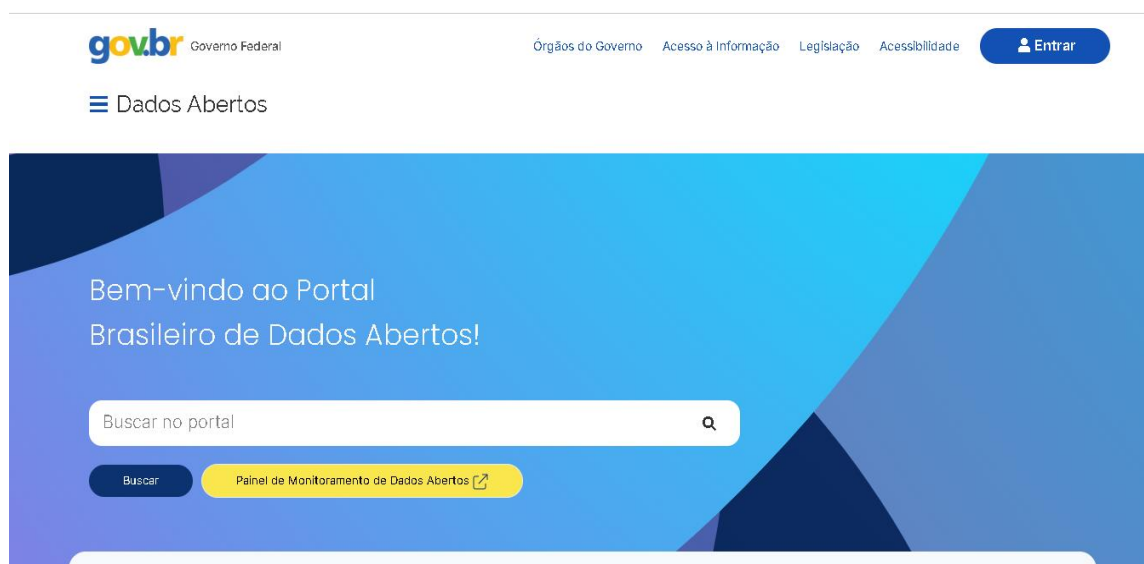 gov.br Governo Federal
Órgãos do Governo Acesso à Informação Legislação Acessibilidade Entrar
Dados Abertos
Bem-vindo ao Portal
Brasileiro de Dados Abertos!
Buscar no portal
Buscar Painel de Monitoramento de Dados Abertos